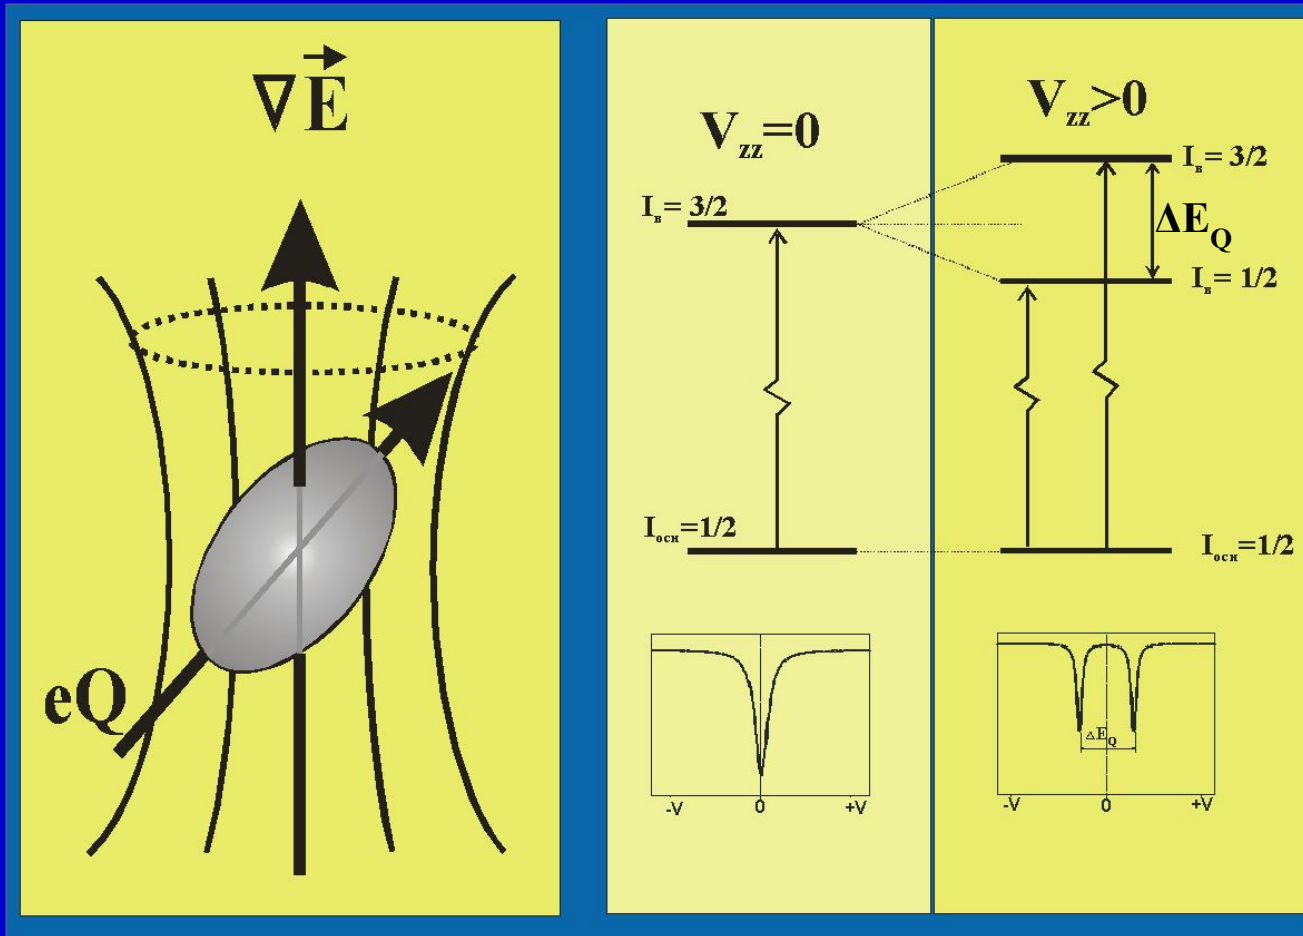 ∇E
eQ
V_zz=0
I_в= 3/2
I_осн=1/2
-V 0 +V
V_zz>0
I_в= 3/2
ΔE_Q
I_в= 1/2
I_осн=1/2
ΔE_Q
-V 0 +V